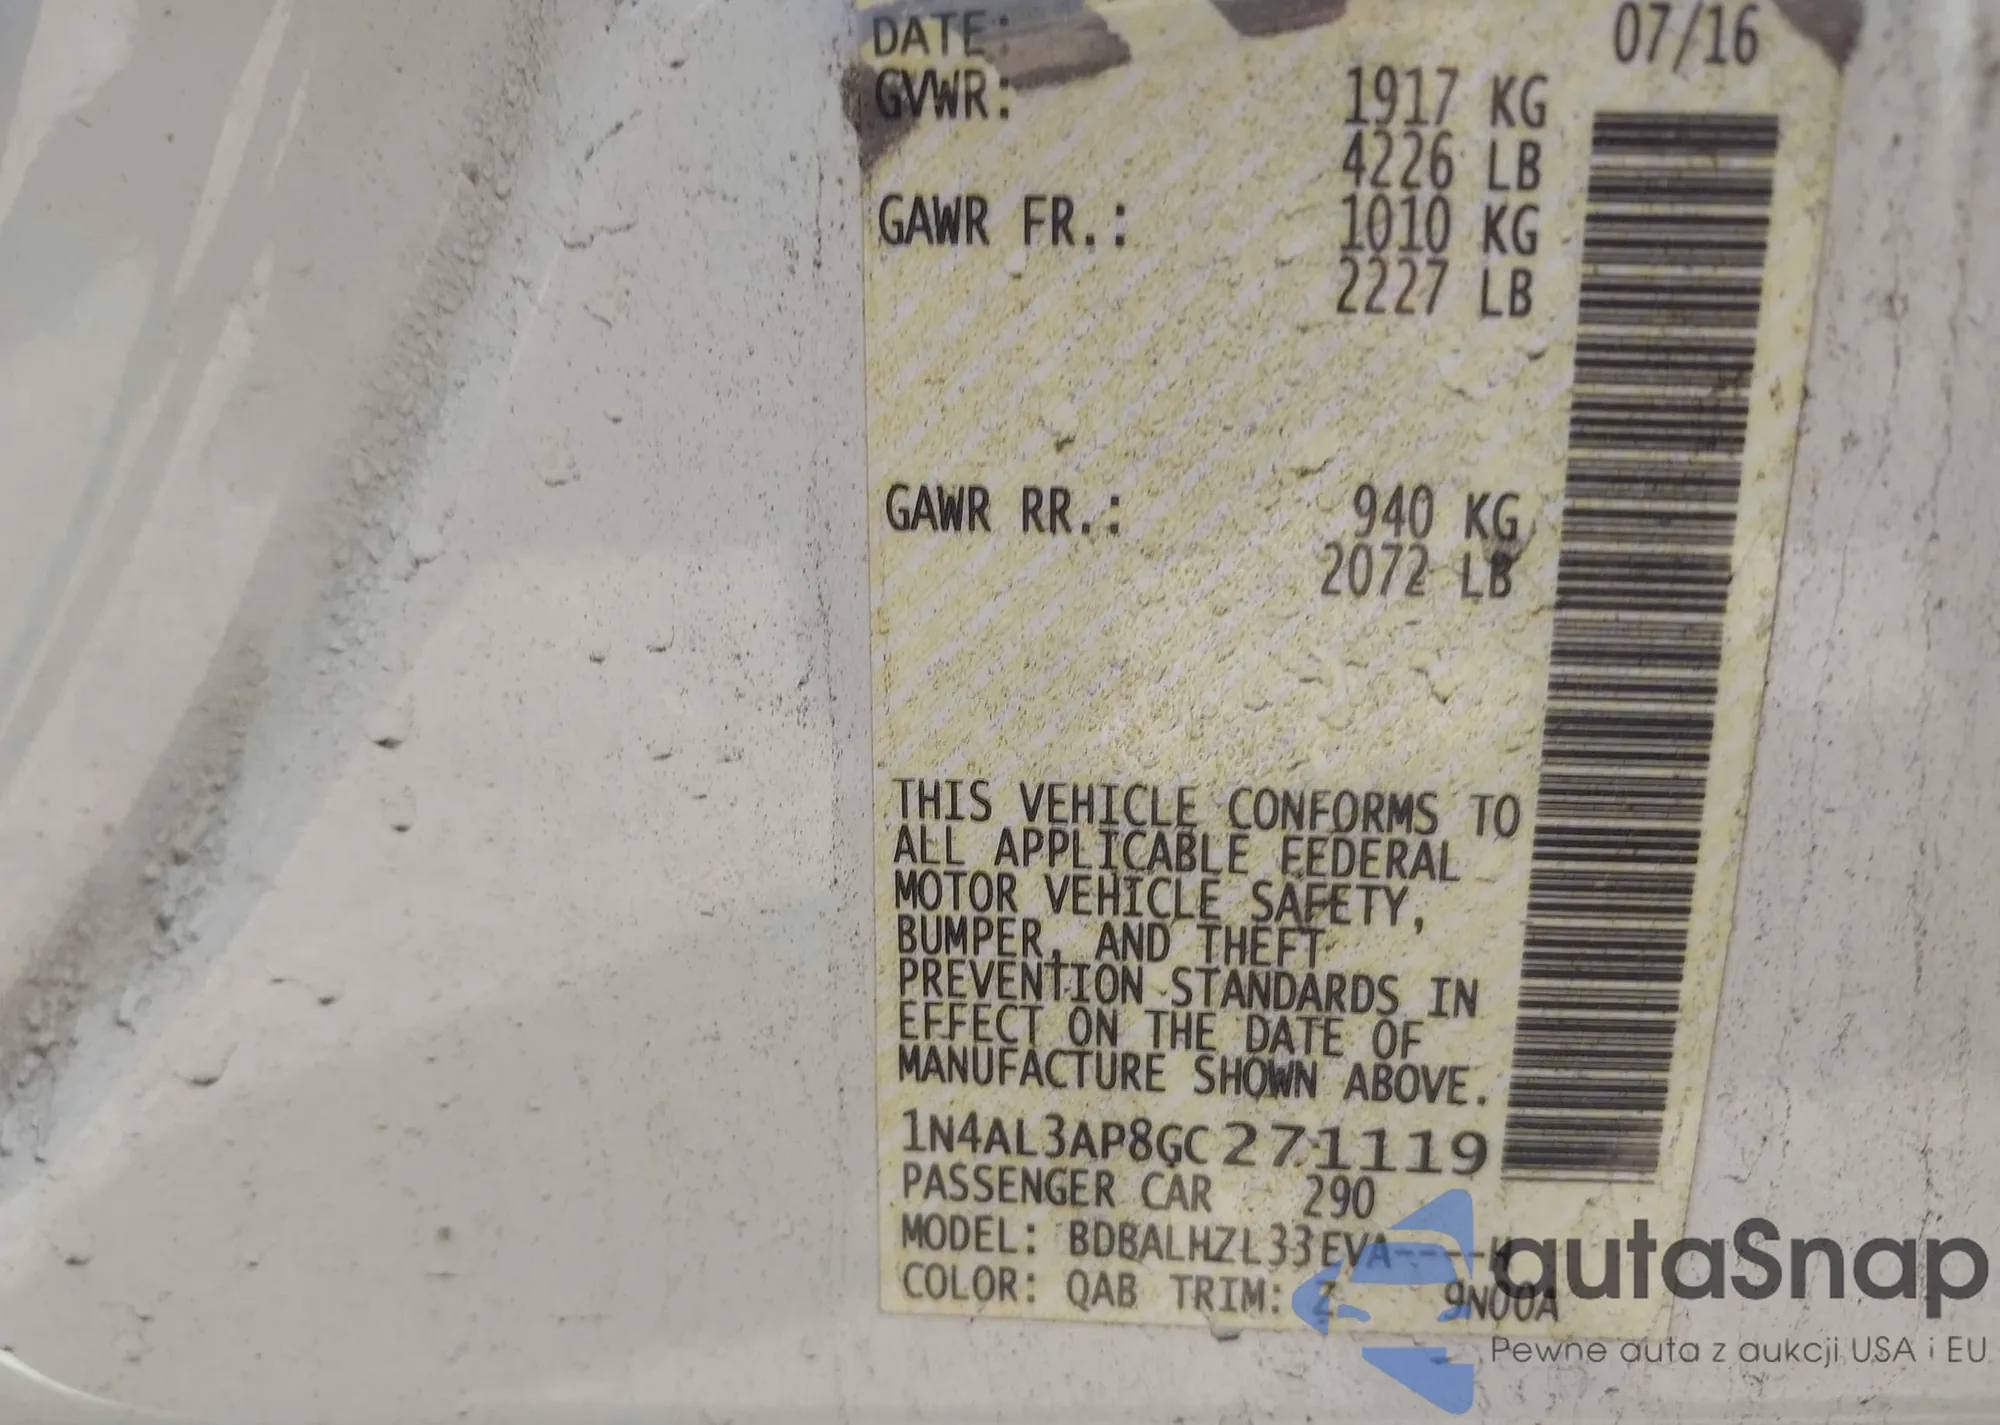 DATE: 07/16
GVWR: 1917 KG
4226 LB
GAWR FR.: 1010 KG
2227 LB
GAWR RR.: 940 KG
2072 LB
THIS VEHICLE CONFORMS TO
ALL APPLICABLE FEDERAL
MOTOR VEHICLE SAFETY,
BUMPER, AND THEFT
PREVENTION STANDARDS IN
EFFECT ON THE DATE OF
MANUFACTURE SHOWN ABOVE.
1N4AL3AP8GC271119
PASSENGER CAR 290
MODEL: BDBALHZL33EVA----H
COLOR: QAB TRIM: Z 9N00A
autaSnap
Pewne auta z aukcji USA i EU